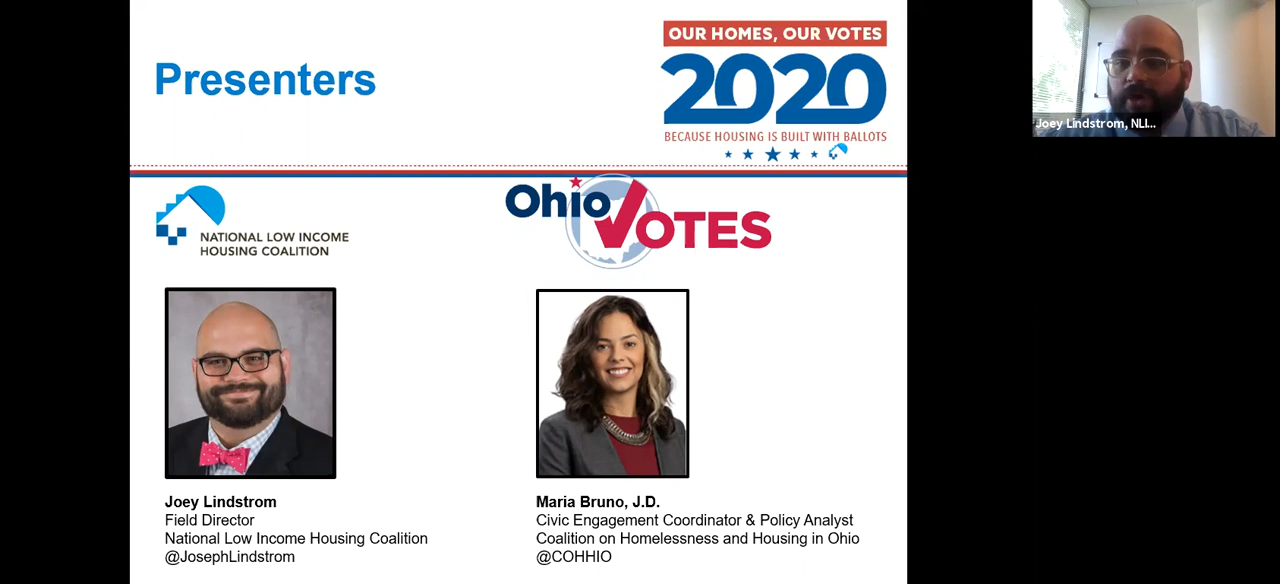 Presenters
OUR HOMES, OUR VOTES
2020
BECAUSE HOUSING IS BUILT WITH BALLOTS
Joey Lindstrom, NLI...
NATIONAL LOW INCOME
HOUSING COALITION
Ohio VOTES
Joey Lindstrom
Field Director
National Low Income Housing Coalition
@JosephLindstrom
Maria Bruno, J.D.
Civic Engagement Coordinator & Policy Analyst
Coalition on Homelessness and Housing in Ohio
@COHHIO